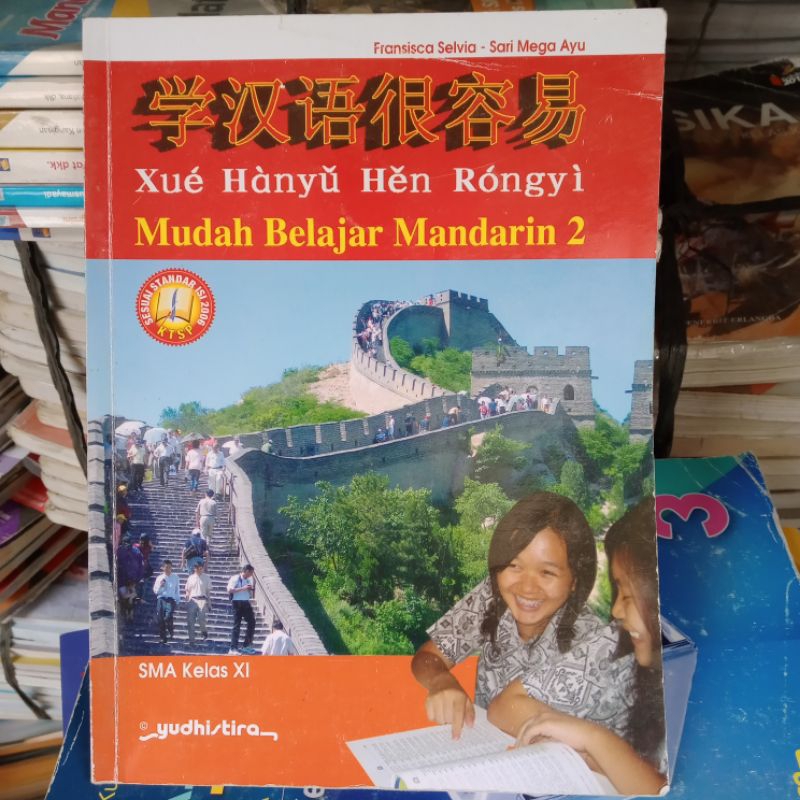 Fransisca Selvia - Sari Mega Ayu
学汉语很容易
Xué Hànyǔ Hěn Róngyì
Mudah Belajar Mandarin 2
SESUAI STANDAR ISI 2006
KTSP
SMA Kelas XI
© yudhistira
SIKA
3